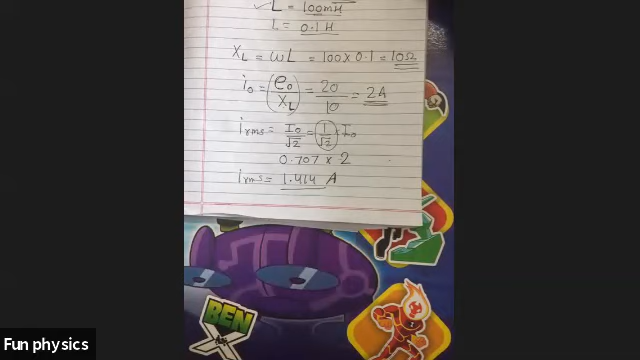 L = 100mH
L = 0.1 H
XL = ωL = 100 x 0.1 = 10Ω
i₀ = (e₀/XL) = 20/10 = 2A
irms = I₀/√2 = 1/√2 · I₀
0.707 x 2
irms = 1.414 A
BEN
X
Fun physics